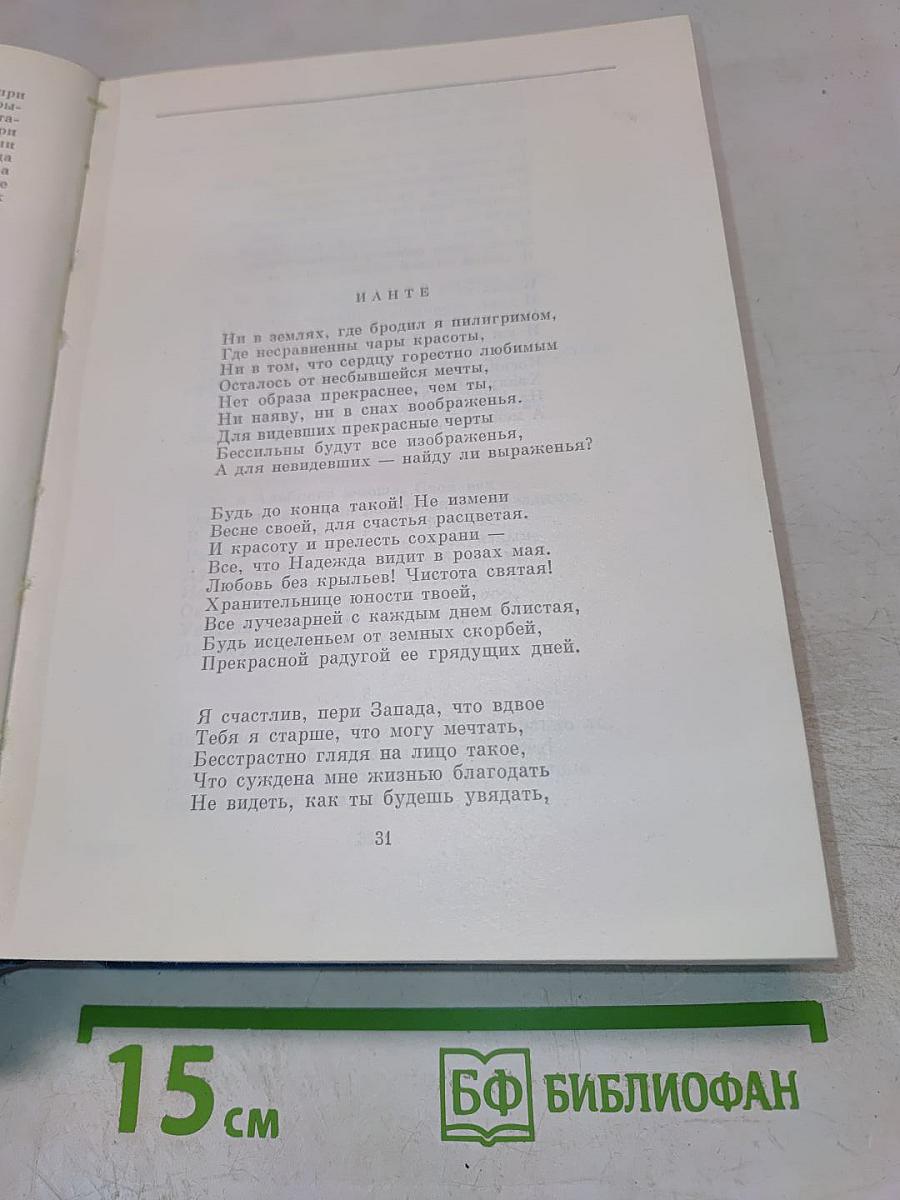 при
ры-
та-
ри
ии
да
а
е
к
ИАНТЕ
Ни в землях, где бродил я пилигримом,
Где несравненны чары красоты,
Ни в том, что сердцу горестно любимым
Осталось от несбывшейся мечты,
Нет образа прекраснее, чем ты,
Ни наяву, ни в снах воображенья.
Для видевших прекрасные черты
Бессильны будут все изображенья,
А для невидевших — найду ли выраженья?
Будь до конца такой! Не измени
Весне своей, для счастья расцветая.
И красоту и прелесть сохрани —
Все, что Надежда видит в розах мая.
Любовь без крыльев! Чистота святая!
Хранительнице юности твоей,
Все лучезарней с каждым днем блистая,
Будь исцеленьем от земных скорбей,
Прекрасной радугой ее грядущих дней.
Я счастлив, пери Запада, что вдвое
Тебя я старше, что могу мечтать,
Бесстрастно глядя на лицо такое,
Что суждена мне жизнью благодать
Не видеть, как ты будешь увядать,
31
15 см
БФ БИБЛИОФАН